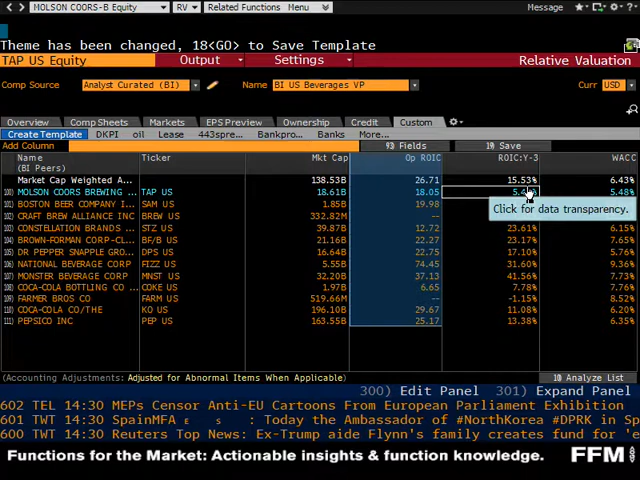 MOLSON COORS-B Equity RV Related Functions Menu Message
Theme has been changed, 18<GO> to Save Template
TAP US Equity Output Settings Relative Valuation
Comp Source Analyst Curated (BI) Name BI US Beverages VP Curr USD
Overview Comp Sheets Markets EPS Preview Ownership Credit Custom
Create Template DKPI oil Lease 443spre... Bankpro... Banks More...
Add Column 93 Fields 19 Save
Name Ticker Mkt Cap Op ROIC ROIC:Y-3 WACC
(BI Peers)
Market Cap Weighted A... 138.53B 26.71 15.53% 6.43%
100) MOLSON COORS BREWING ... TAP US 18.61B 18.05 5.48%
101) BOSTON BEER COMPANY I... SAM US 1.85B 19.98
102) CRAFT BREW ALLIANCE INC BREW US 332.82M --
103) CONSTELLATION BRANDS ... STZ US 39.87B 12.72 23.61% 6.15%
104) BROWN-FORMAN CORP-CL... BF/B US 21.16B 22.27 23.17% 7.65%
105) DR PEPPER SNAPPLE GRO... DPS US 16.64B 22.75 17.10% 5.76%
106) NATIONAL BEVERAGE CORP FIZZ US 5.55B 74.45 31.60% 9.36%
107) MONSTER BEVERAGE CORP MNST US 32.20B 37.13 41.56% 7.73%
108) COCA-COLA BOTTLING CO ... COKE US 1.97B 6.65 7.78% 7.76%
109) FARMER BROS CO FARM US 519.66M -- -1.15% 8.52%
110) COCA-COLA CO/THE KO US 196.10B 29.67 11.08% 6.20%
111) PEPSICO INC PEP US 163.55B 25.17 13.38% 6.35%
Click for data transparency.
(Accounting Adjustments: Adjusted for Abnormal Items When Applicable) 10 Analyze List
300) Edit Panel 301) Expand Panel
602 TEL 14:30 MEPs Censor Anti-EU Cartoons From European Parliament Exhibition
601 TWT 14:30 SpainMFA E s : Today the Ambassador of #NorthKorea #DPRK in Sp
600 TWT 14:30 Reuters Top News: Ex-Trump aide Flynn's family creates fund for 'e
Functions for the Market: Actionable insights & function knowledge. FFM